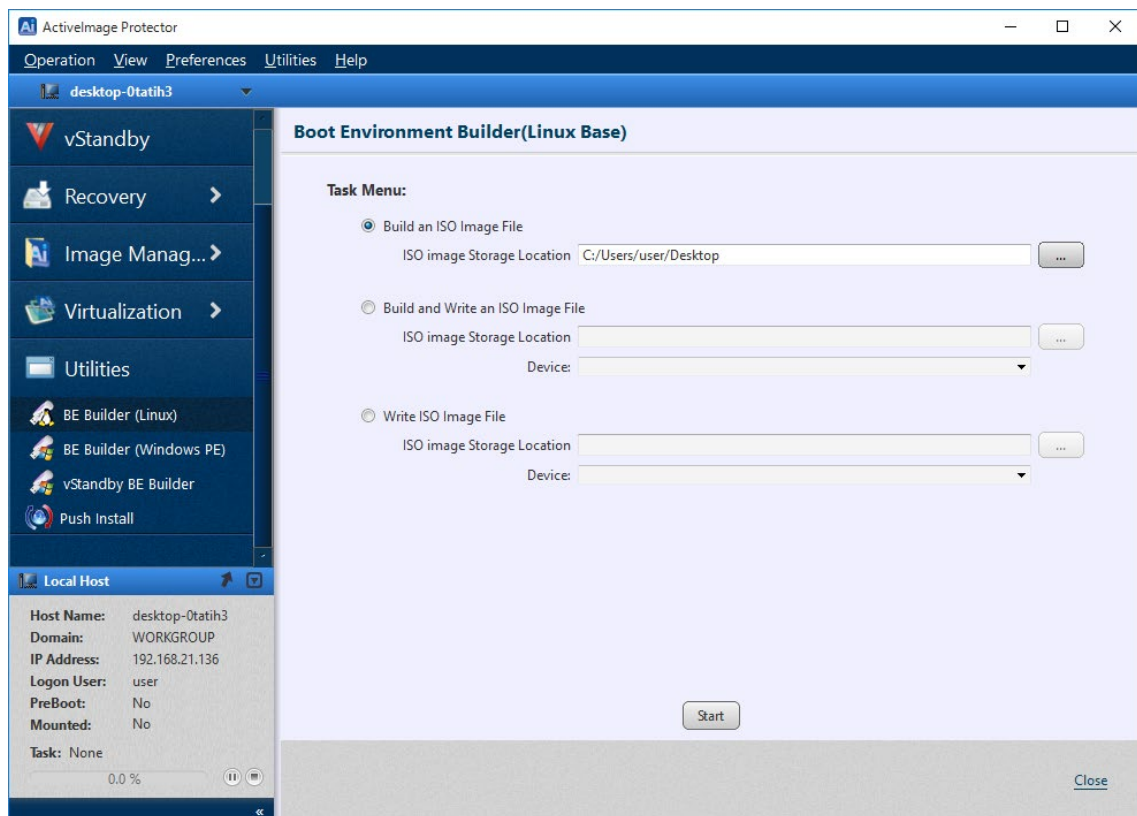 Ai ActiveImage Protector
Operation View Preferences Utilities Help
desktop-0tatih3
vStandby
Recovery
Image Manag...
Virtualization
Utilities
BE Builder (Linux)
BE Builder (Windows PE)
vStandby BE Builder
Push Install
Local Host
Host Name: desktop-0tatih3
Domain: WORKGROUP
IP Address: 192.168.21.136
Logon User: user
PreBoot: No
Mounted: No
Task: None
0.0 %
Boot Environment Builder(Linux Base)
Task Menu:
Build an ISO Image File
ISO image Storage Location C:/Users/user/Desktop ...
Build and Write an ISO Image File
ISO image Storage Location ...
Device:
Write ISO Image File
ISO image Storage Location ...
Device:
Start
Close